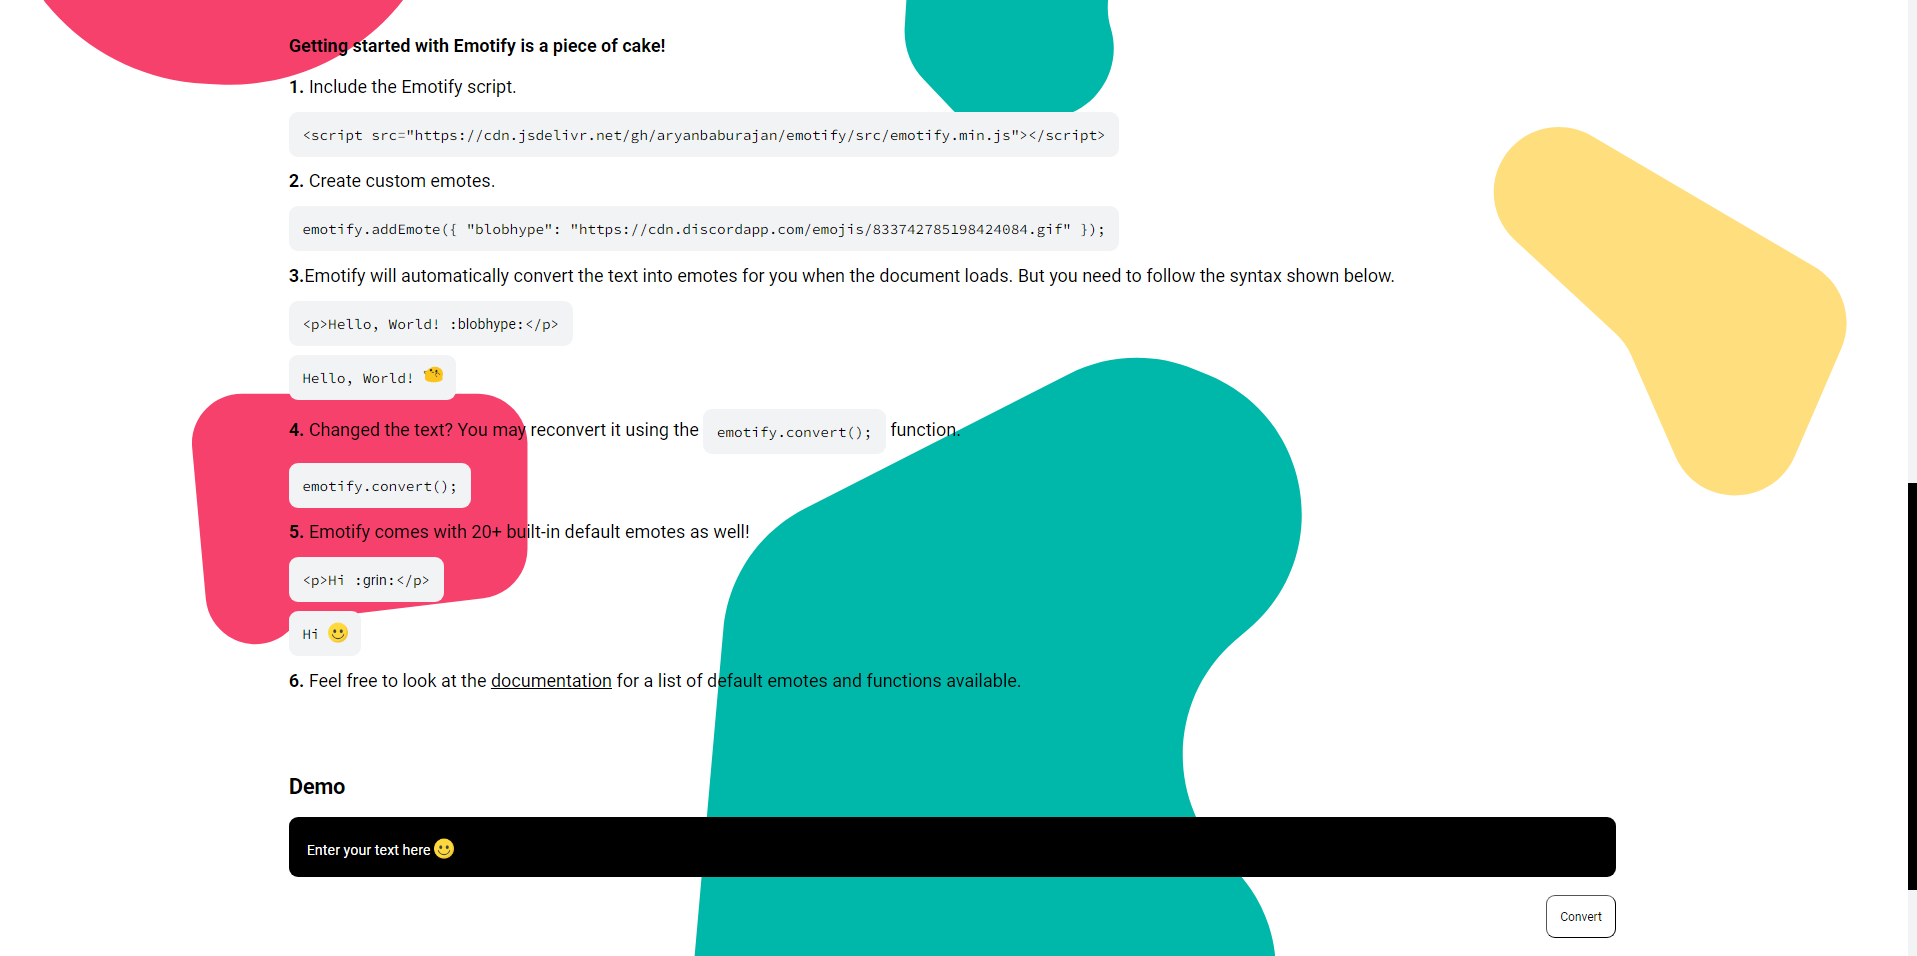 Getting started with Emotify is a piece of cake!
1. Include the Emotify script.
<script src="https://cdn.jsdelivr.net/gh/aryanbaburajan/emotify/src/emotify.min.js"></script>
2. Create custom emotes.
emotify.addEmote({ "blobhype": "https://cdn.discordapp.com/emojis/833742785198424084.gif" });
3.Emotify will automatically convert the text into emotes for you when the document loads. But you need to follow the syntax shown below.
<p>Hello, World! :blobhype:</p>
Hello, World!
4. Changed the text? You may reconvert it using the emotify.convert(); function.
emotify.convert();
5. Emotify comes with 20+ built-in default emotes as well!
<p>Hi :grin:</p>
Hi
6. Feel free to look at the documentation for a list of default emotes and functions available.
Demo
Enter your text here
Convert